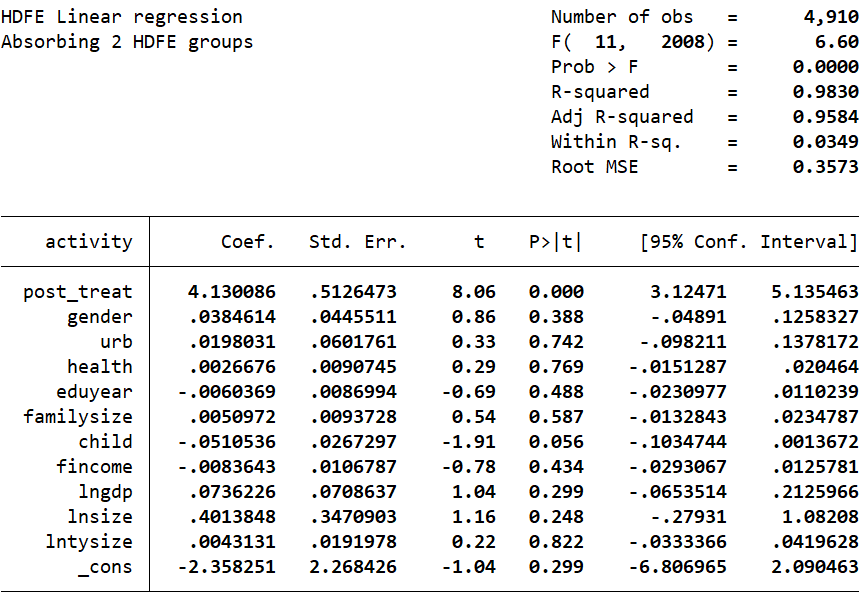 HDFE Linear regression Number of obs = 4,910
Absorbing 2 HDFE groups F( 11, 2008) = 6.60
Prob > F = 0.0000
R-squared = 0.9830
Adj R-squared = 0.9584
Within R-sq. = 0.0349
Root MSE = 0.3573
activity Coef. Std. Err. t P>|t| [95% Conf. Interval]
post_treat 4.130086 .5126473 8.06 0.000 3.12471 5.135463
gender .0384614 .0445511 0.86 0.388 -.04891 .1258327
urb .0198031 .0601761 0.33 0.742 -.098211 .1378172
health .0026676 .0090745 0.29 0.769 -.0151287 .020464
eduyear -.0060369 .0086994 -0.69 0.488 -.0230977 .0110239
familysize .0050972 .0093728 0.54 0.587 -.0132843 .0234787
child -.0510536 .0267297 -1.91 0.056 -.1034744 .0013672
fincome -.0083643 .0106787 -0.78 0.434 -.0293067 .0125781
lngdp .0736226 .0708637 1.04 0.299 -.0653514 .2125966
lnsize .4013848 .3470903 1.16 0.248 -.27931 1.08208
lntysize .0043131 .0191978 0.22 0.822 -.0333366 .0419628
_cons -2.358251 2.268426 -1.04 0.299 -6.806965 2.090463